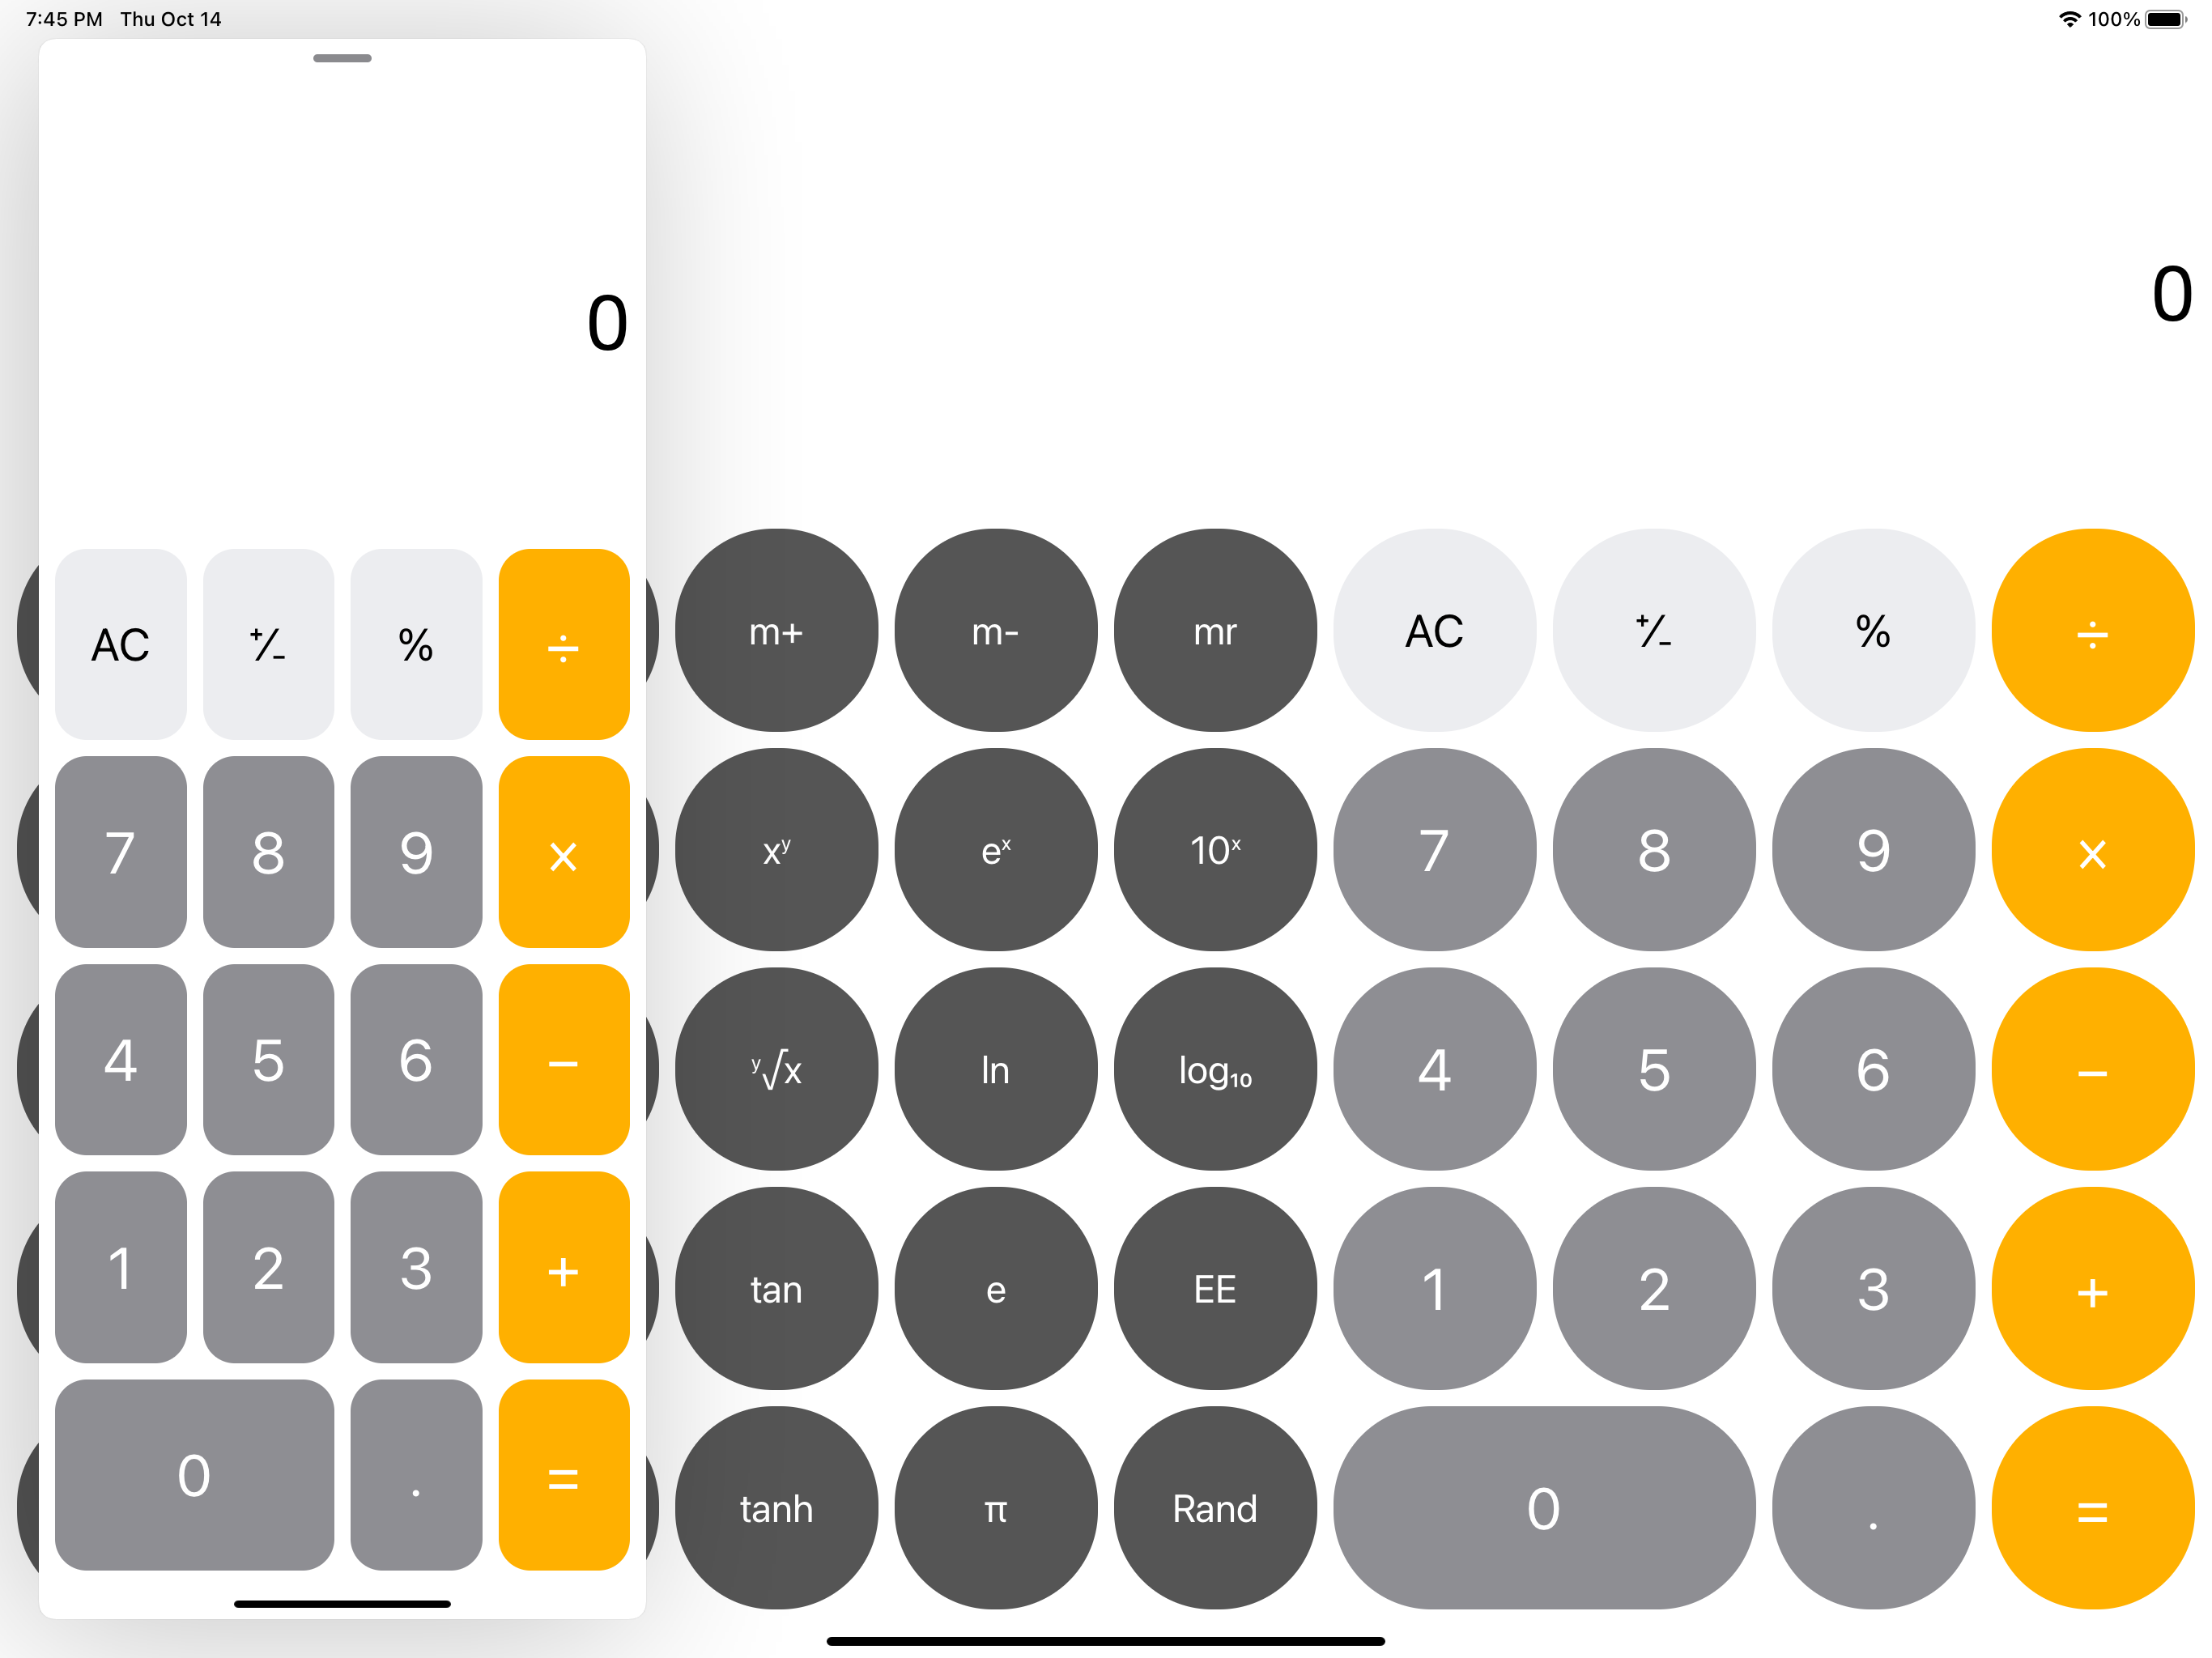 7:45 PM Thu Oct 14
100%
0
AC ⁺⁄₋ % ÷
7 8 9 ×
4 5 6 −
1 2 3 +
0 . =
0
m+ m- mr AC ⁺⁄₋ % ÷
xʸ eˣ 10ˣ 7 8 9 ×
ʸ√x ln log₁₀ 4 5 6 −
tan e EE 1 2 3 +
tanh π Rand 0 . =